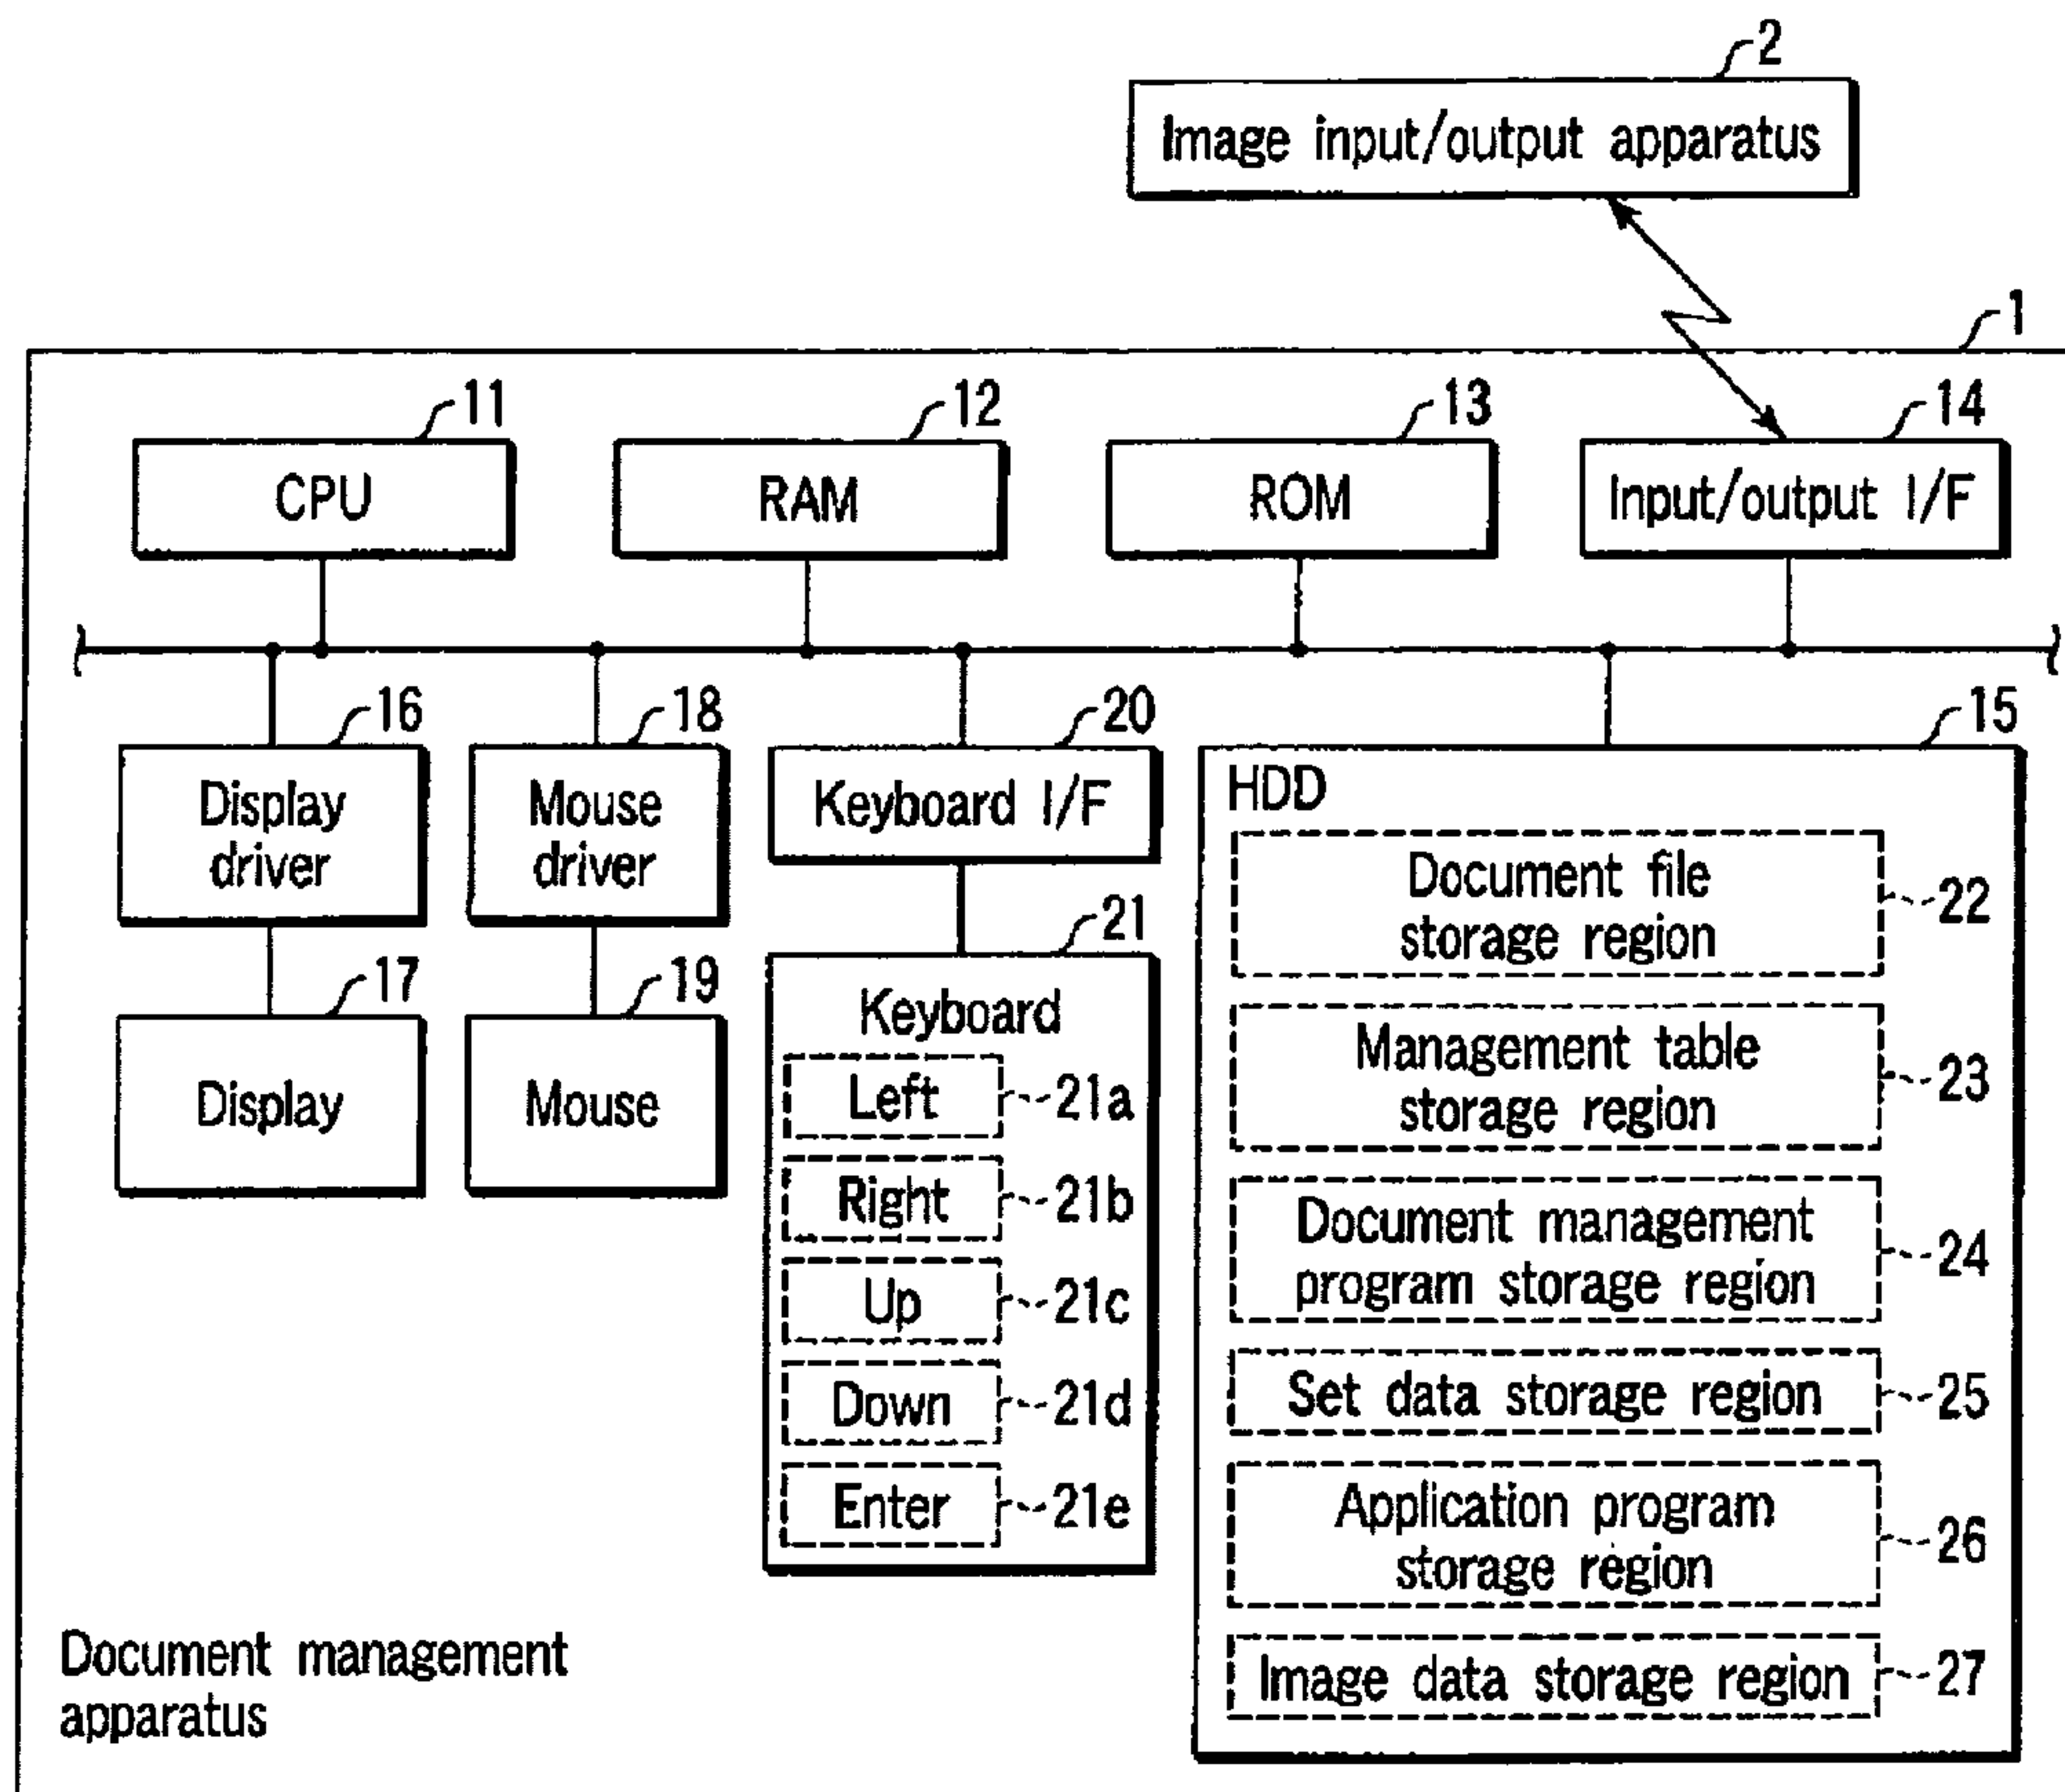 2
Image input/output apparatus
1
11
12
13
14
CPU
RAM
ROM
Input/output I/F
16
18
20
15
Display
driver
Mouse
driver
Keyboard I/F
HDD
Document file
storage region
22
17
19
21
Display
Mouse
Keyboard
Left
21a
Right
21b
Up
21c
Down
21d
Enter
21e
Management table
storage region
23
Document management
program storage region
24
Set data storage region
25
Application program
storage region
26
Image data storage region
27
Document management
apparatus